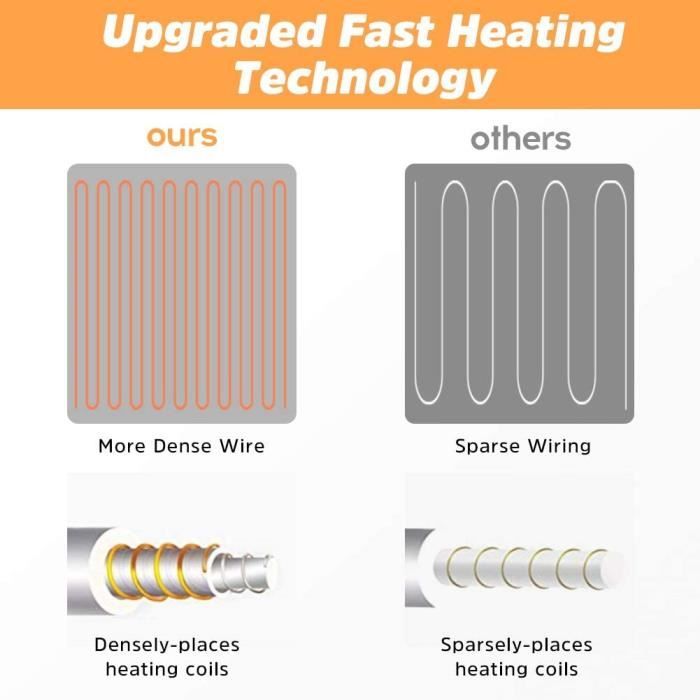 Upgraded Fast Heating
Technology
ours
others
More Dense Wire
Sparse Wiring
Densely-places
heating coils
Sparsely-places
heating coils